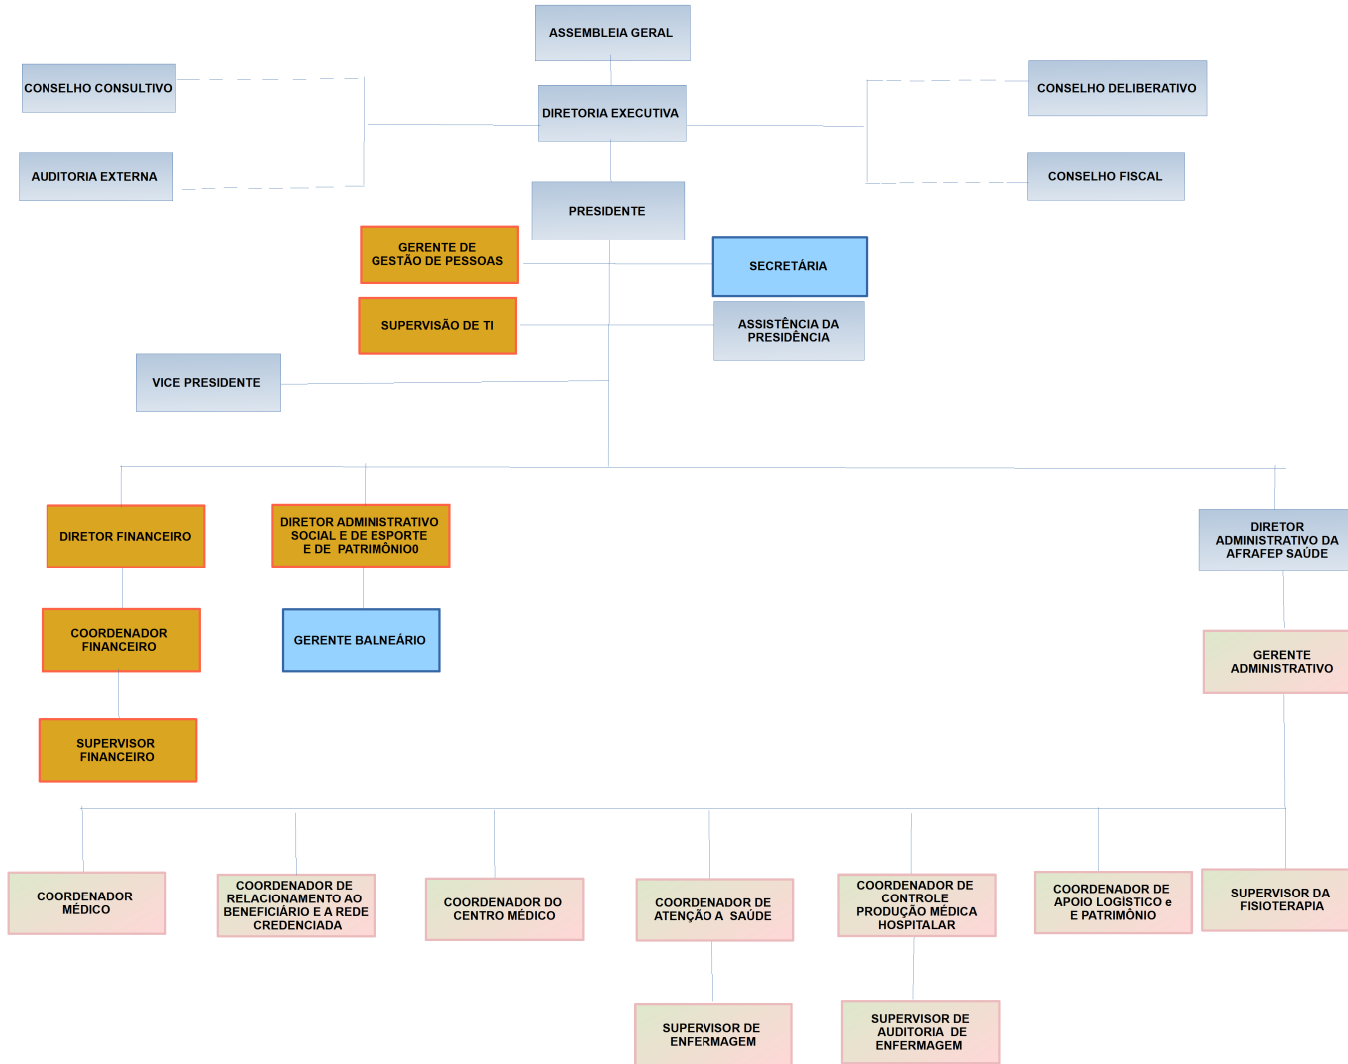 ASSEMBLEIA GERAL
CONSELHO CONSULTIVO
DIRETORIA EXECUTIVA
CONSELHO DELIBERATIVO
AUDITORIA EXTERNA
CONSELHO FISCAL
PRESIDENTE
GERENTE DE
GESTÃO DE PESSOAS
SECRETÁRIA
SUPERVISÃO DE TI
ASSISTÊNCIA DA
PRESIDÊNCIA
VICE PRESIDENTE
DIRETOR FINANCEIRO
DIRETOR ADMINISTRATIVO
SOCIAL E DE ESPORTE
E DE PATRIMÔNIO0
DIRETOR
ADMINISTRATIVO DA
AFRAFEP SAÚDE
COORDENADOR
FINANCEIRO
GERENTE BALNEÁRIO
GERENTE
ADMINISTRATIVO
SUPERVISOR
FINANCEIRO
COORDENADOR
MÉDICO
COORDENADOR DE
RELACIONAMENTO AO
BENEFICIÁRIO E A REDE
CREDENCIADA
COORDENADOR DO
CENTRO MÉDICO
COORDENADOR DE
ATENÇÃO A SAÚDE
COORDENADOR DE
CONTROLE
PRODUÇÃO MÉDICA
HOSPITALAR
COORDENADOR DE
APOIO LOGÍSTICO e
E PATRIMÔNIO
SUPERVISOR DA
FISIOTERAPIA
SUPERVISOR DE
ENFERMAGEM
SUPERVISOR DE
AUDITORIA DE
ENFERMAGEM